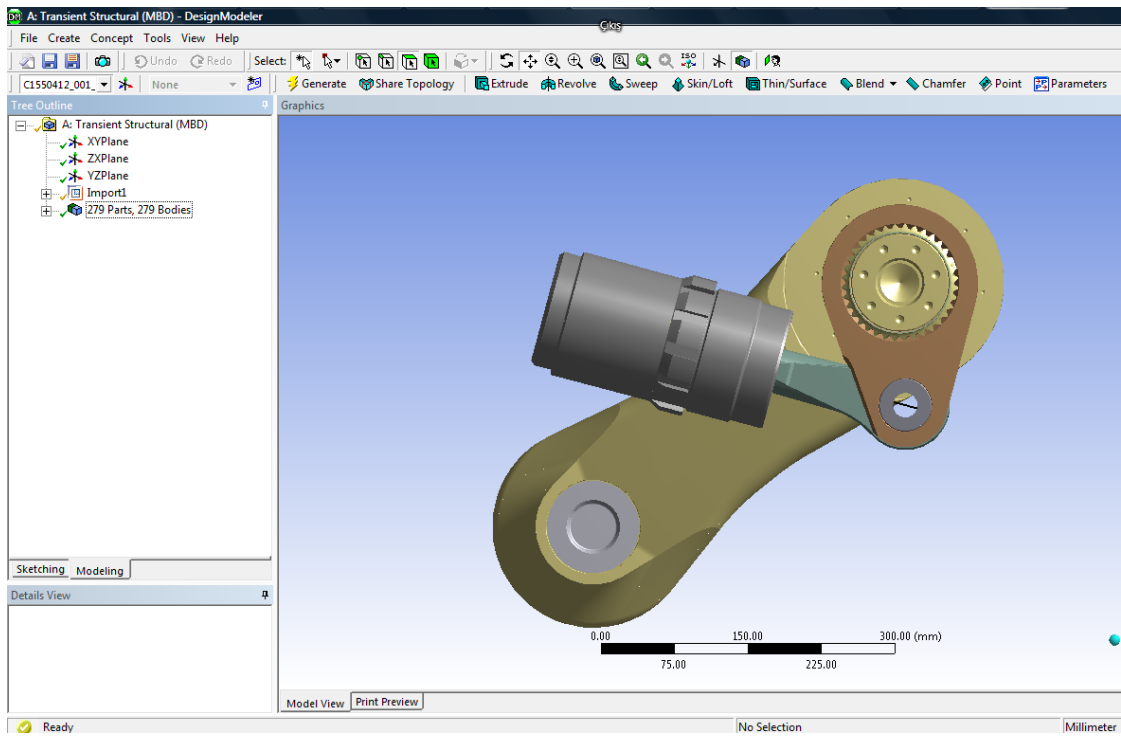 A: Transient Structural (MBD) - DesignModeler
Çıkış
File Create Concept Tools View Help
Undo Redo Select: ISO
C1550412_001_ None Generate Share Topology Extrude Revolve Sweep Skin/Loft Thin/Surface Blend Chamfer Point Parameters
Tree Outline
Graphics
A: Transient Structural (MBD)
XYPlane
ZXPlane
YZPlane
Import1
279 Parts, 279 Bodies
Sketching Modeling
Details View
0.00 150.00 300.00 (mm)
75.00 225.00
Model View Print Preview
Ready No Selection Millimeter